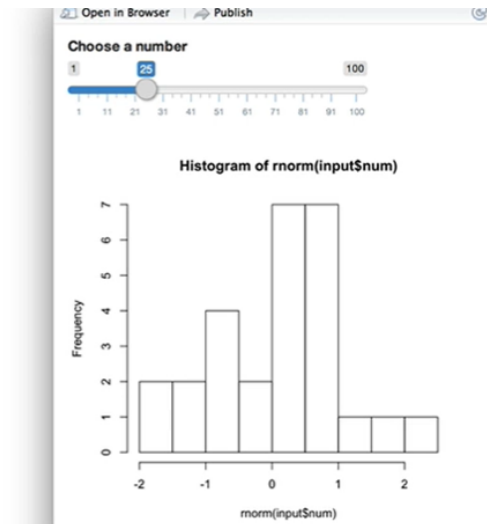 Open in Browser Publish
Choose a number
1 25 100
1 11 21 31 41 51 61 71 81 91 100
Histogram of rnorm(input$num)
7
6
5
4
3
2
1
0
Frequency
-2 -1 0 1 2
rnorm(input$num)